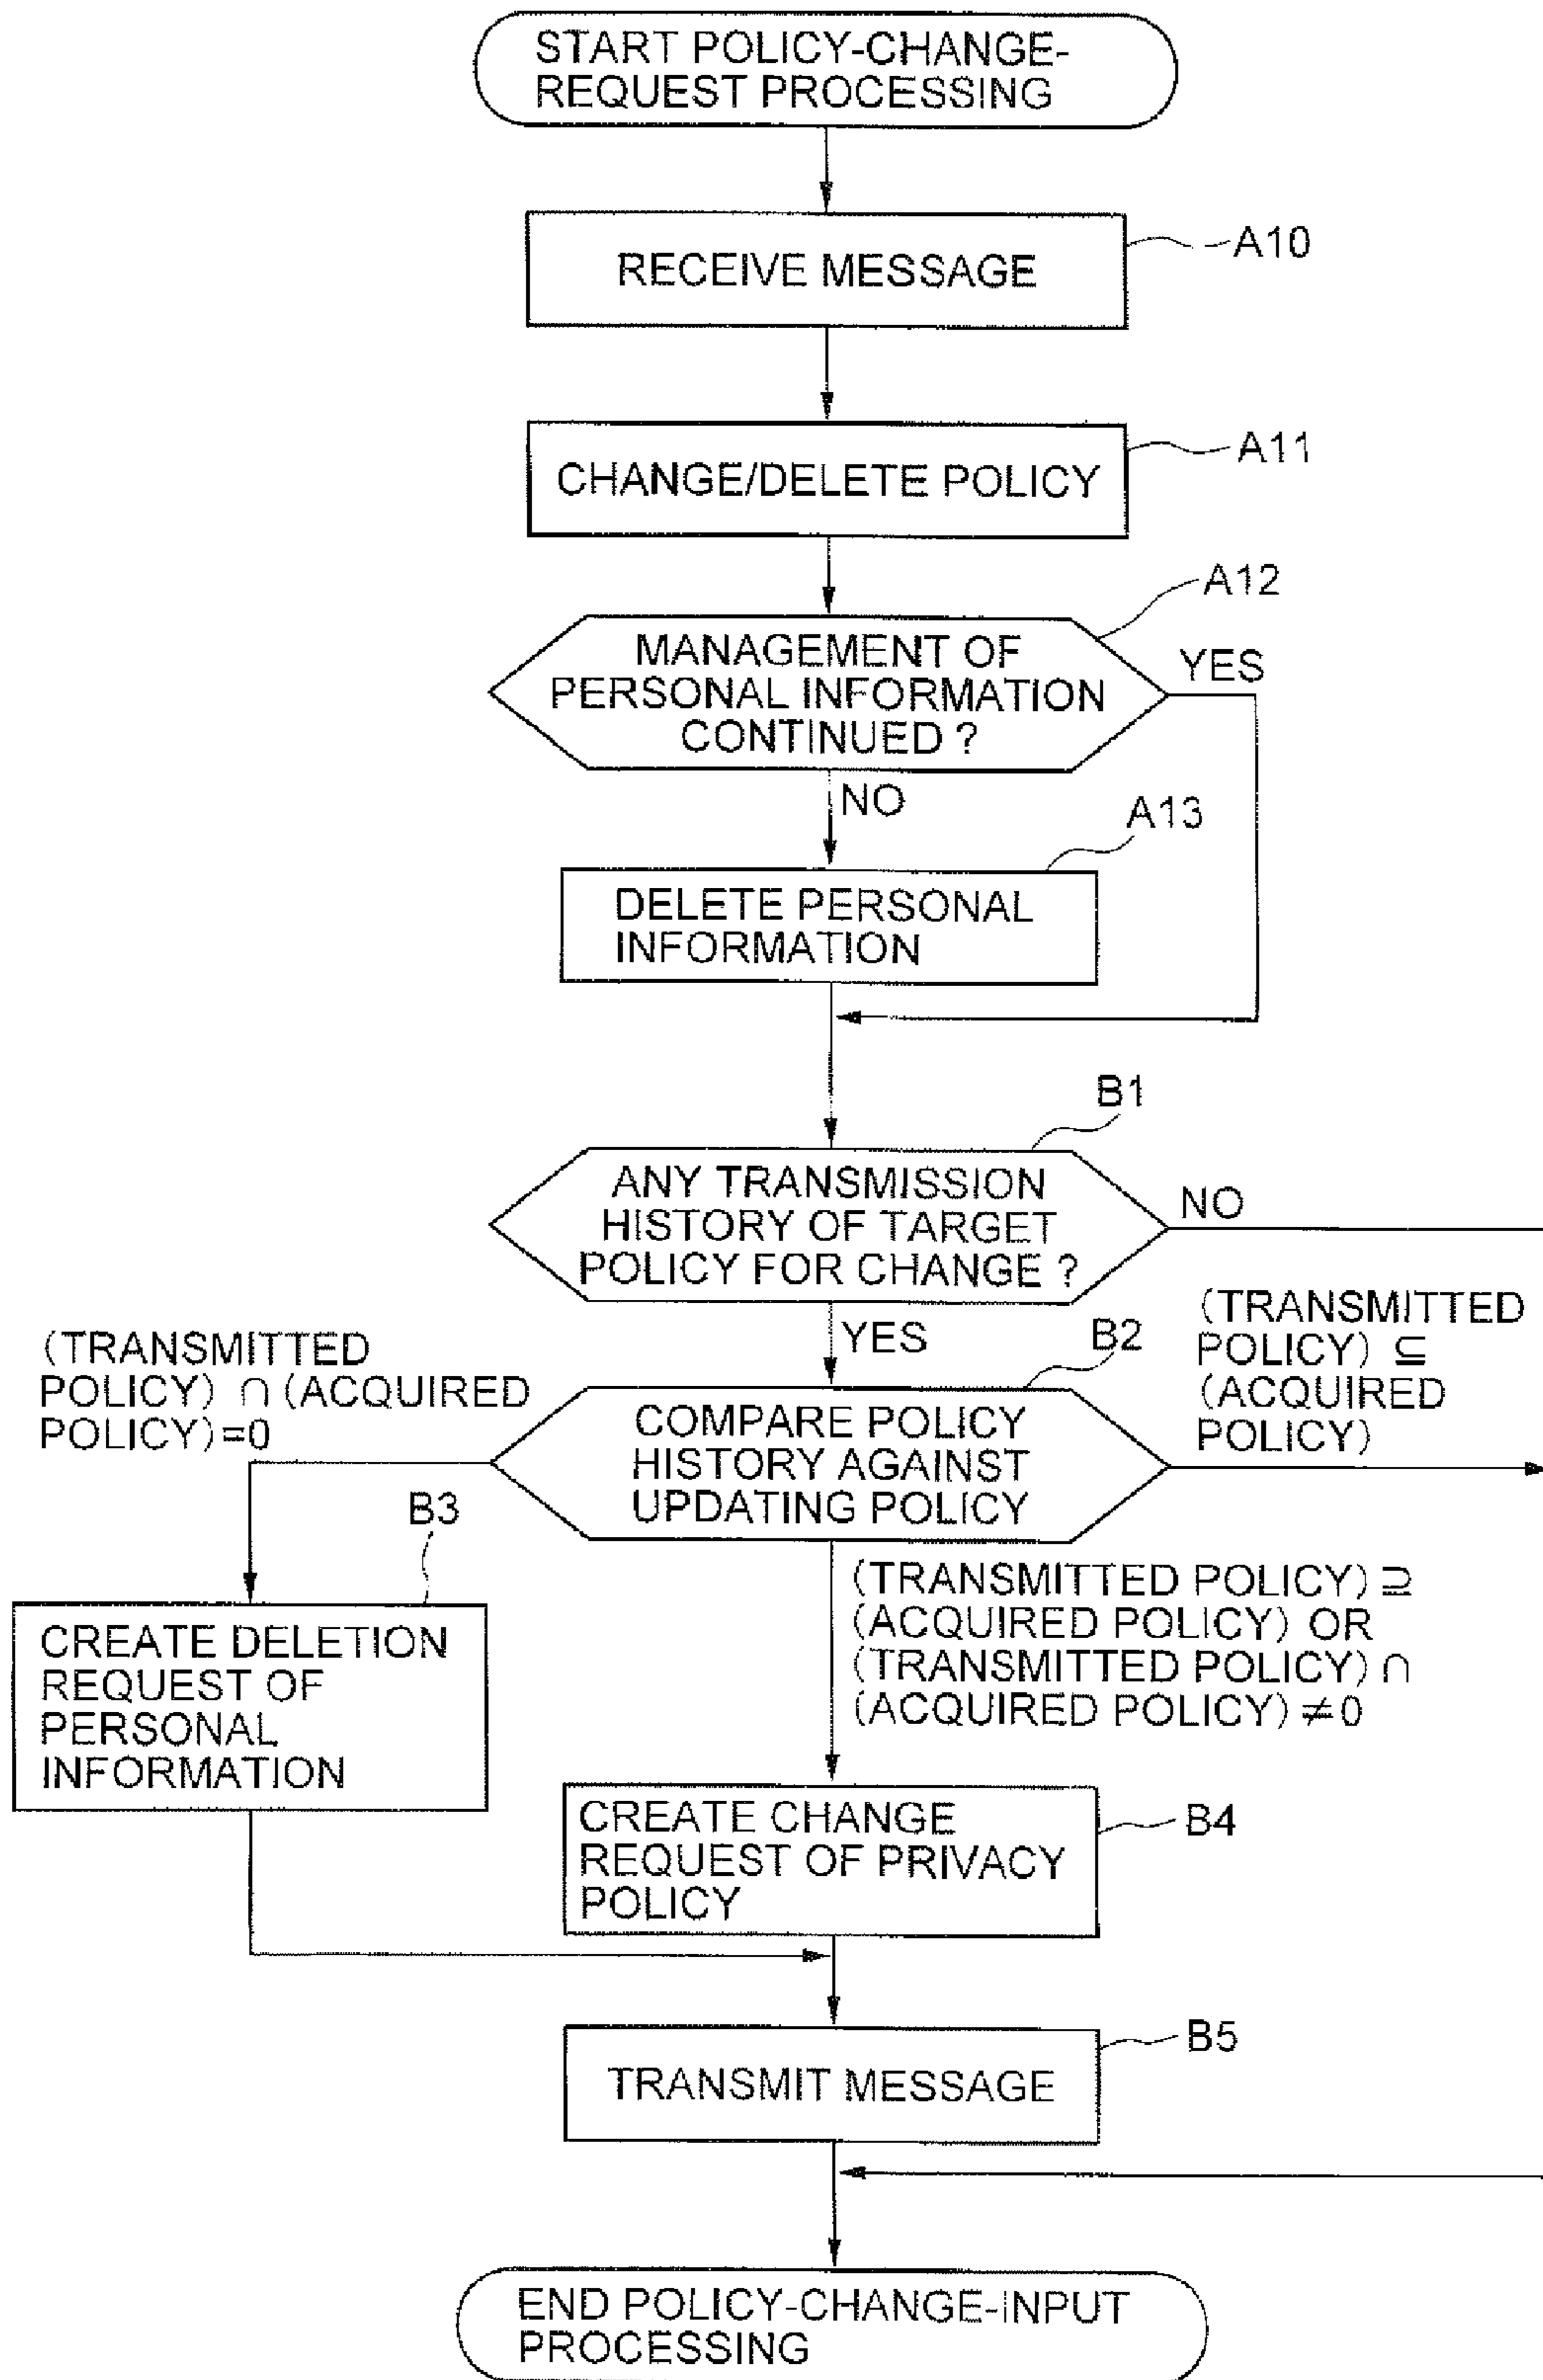 START POLICY-CHANGE-
REQUEST PROCESSING
RECEIVE MESSAGE
A10
CHANGE/DELETE POLICY
A11
A12
MANAGEMENT OF
PERSONAL INFORMATION
CONTINUED ?
YES
NO
A13
DELETE PERSONAL
INFORMATION
B1
ANY TRANSMISSION
HISTORY OF TARGET
POLICY FOR CHANGE ?
NO
YES
(TRANSMITTED
POLICY) ⊆
(ACQUIRED
POLICY)
(TRANSMITTED
POLICY) ∩ (ACQUIRED
POLICY)=0
B2
COMPARE POLICY
HISTORY AGAINST
UPDATING POLICY
B3
CREATE DELETION
REQUEST OF
PERSONAL
INFORMATION
(TRANSMITTED POLICY) ⊇
(ACQUIRED POLICY) OR
(TRANSMITTED POLICY) ∩
(ACQUIRED POLICY) ≠0
CREATE CHANGE
REQUEST OF PRIVACY
POLICY
B4
B5
TRANSMIT MESSAGE
END POLICY-CHANGE-INPUT
PROCESSING